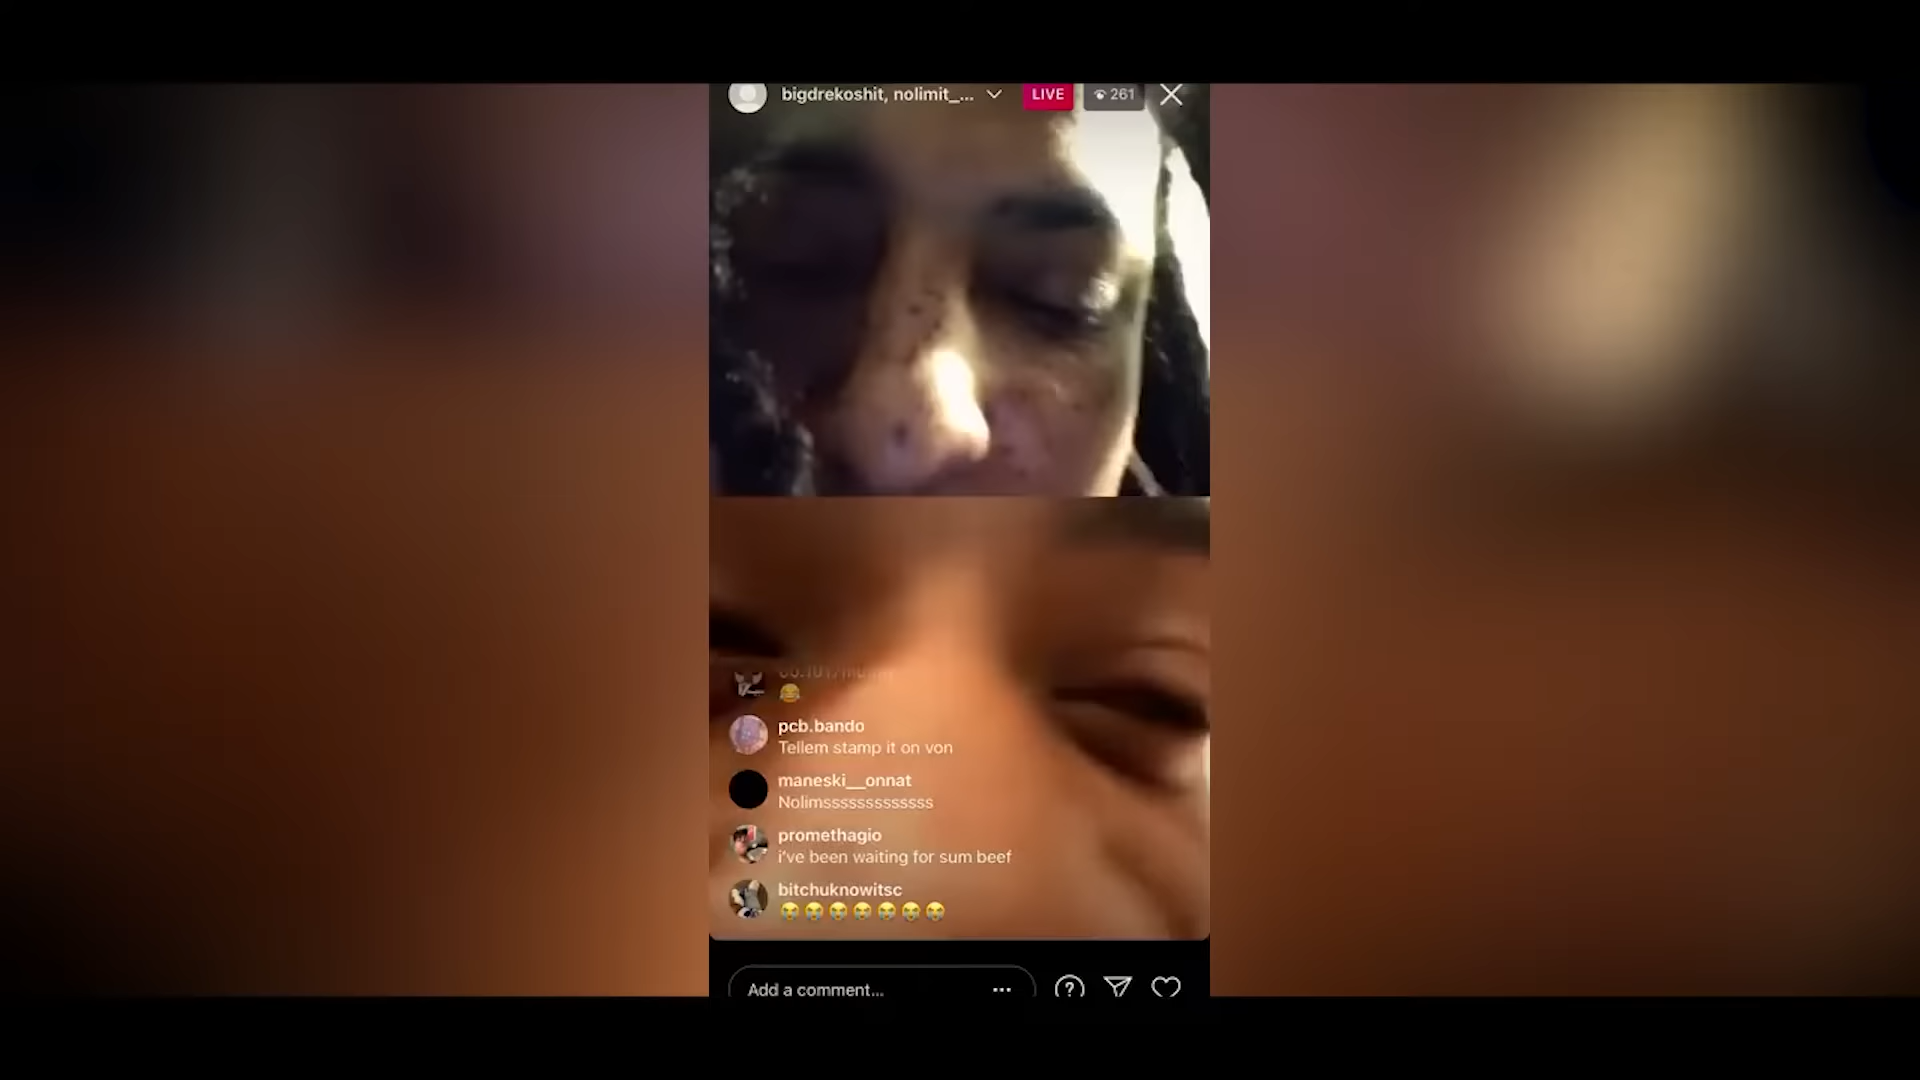 bigdrekoshit, nolimit_...
LIVE
261
😂
pcb.bando
Tellem stamp it on von
maneski__onnat
Nolimsssssssssssss
promethagio
i've been waiting for sum beef
bitchuknowitsc
😭😭😭😭😭😭😭
Add a comment...